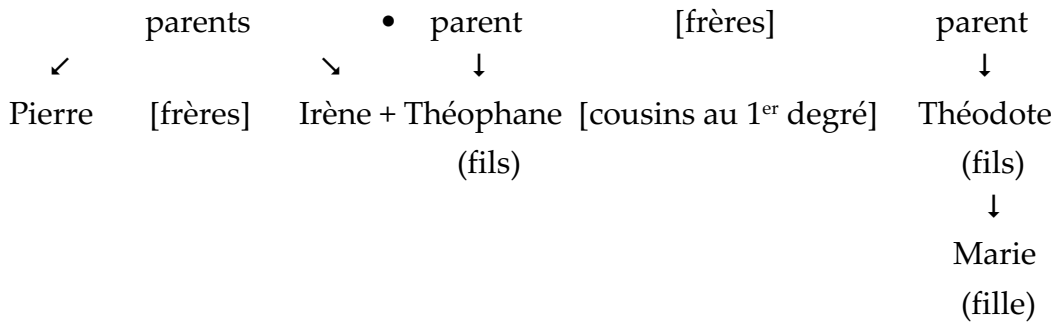 parents • parent [frères] parent
↙ ↘ ↓ ↓
Pierre [frères] Irène + Théophane [cousins au 1er degré] Théodote
(fils) (fils)
↓
Marie
(fille)